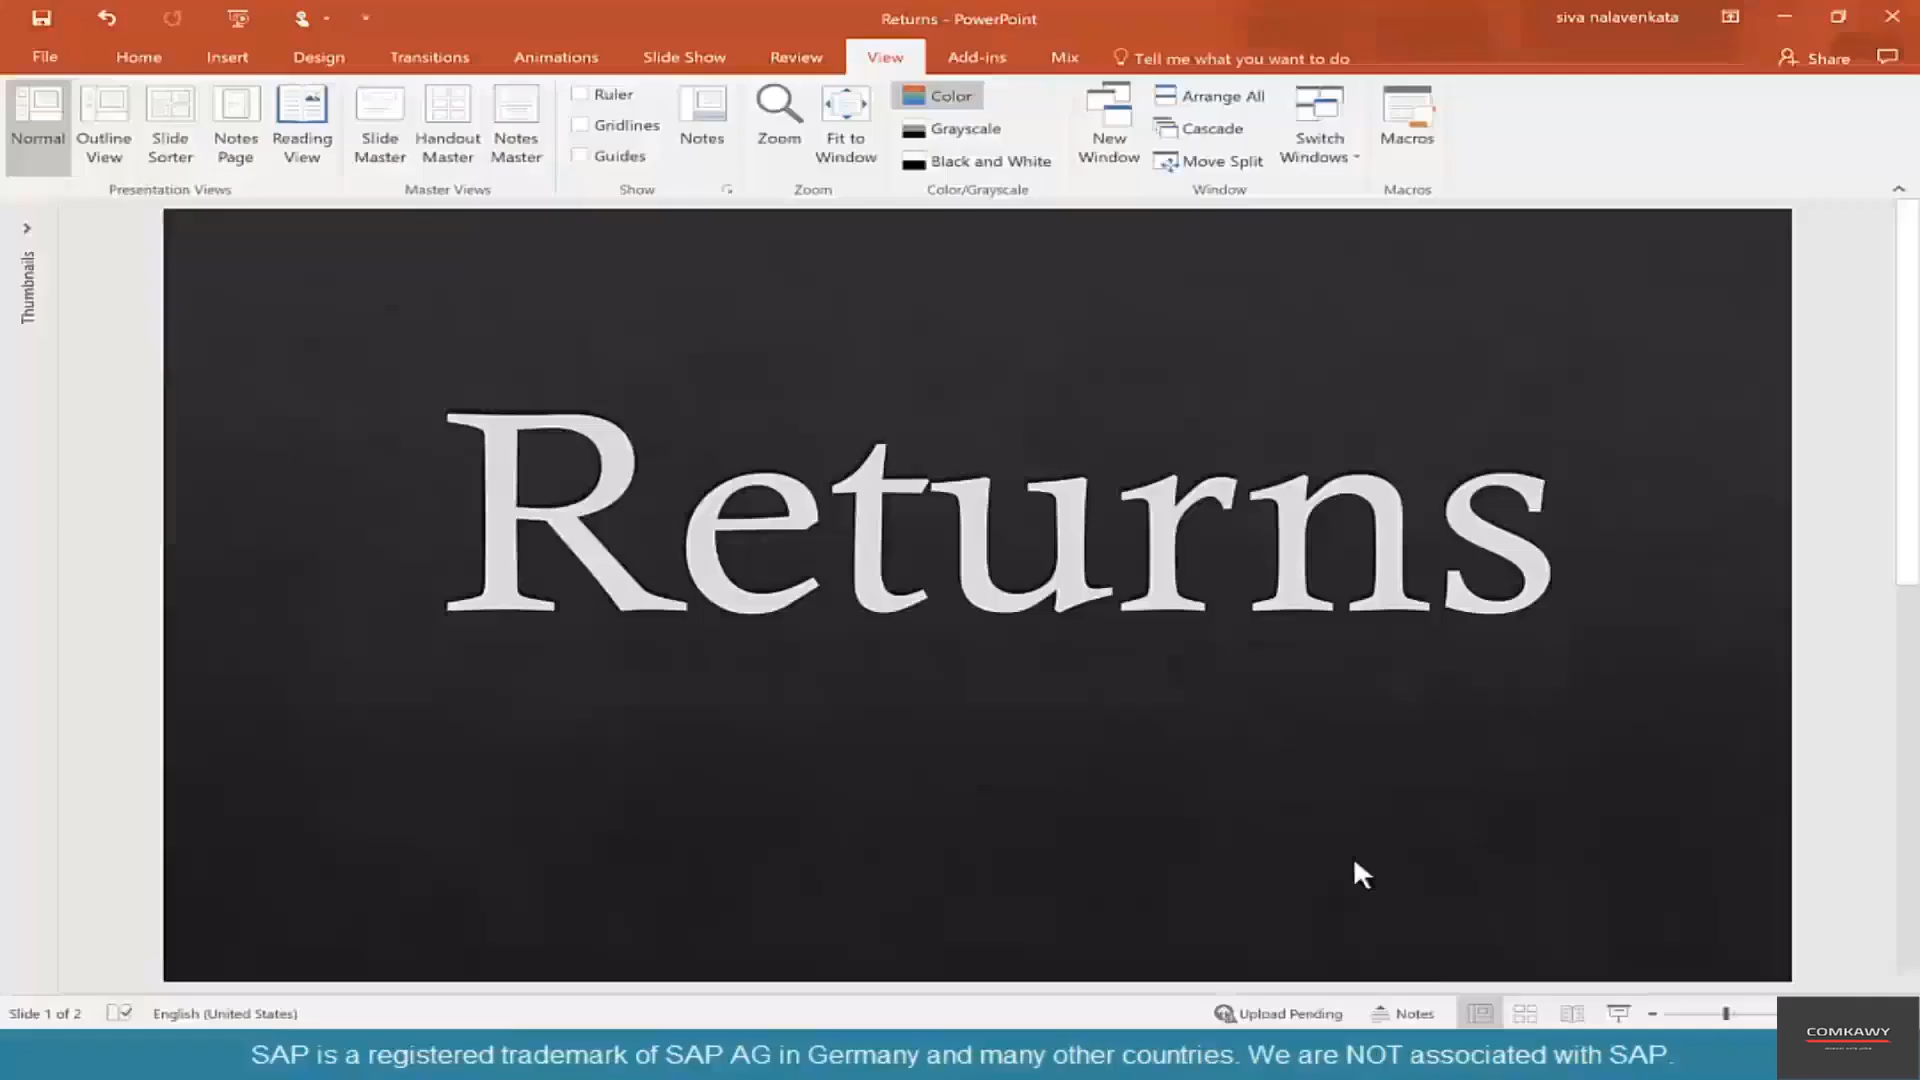 Returns - PowerPoint
siva nalavenkata
File Home Insert Design Transitions Animations Slide Show Review View Add-ins Mix Tell me what you want to do Share
Normal
Outline View
Slide Sorter
Notes Page
Reading View
Presentation Views
Slide Master
Handout Master
Notes Master
Master Views
Ruler
Gridlines
Guides
Show
Notes
Zoom
Fit to Window
Zoom
Color
Grayscale
Black and White
Color/Grayscale
New Window
Arrange All
Cascade
Move Split
Switch Windows
Window
Macros
Macros
Thumbnails
Returns
Slide 1 of 2 English (United States) Upload Pending Notes
SAP is a registered trademark of SAP AG in Germany and many other countries. We are NOT associated with SAP.
COMKAWY